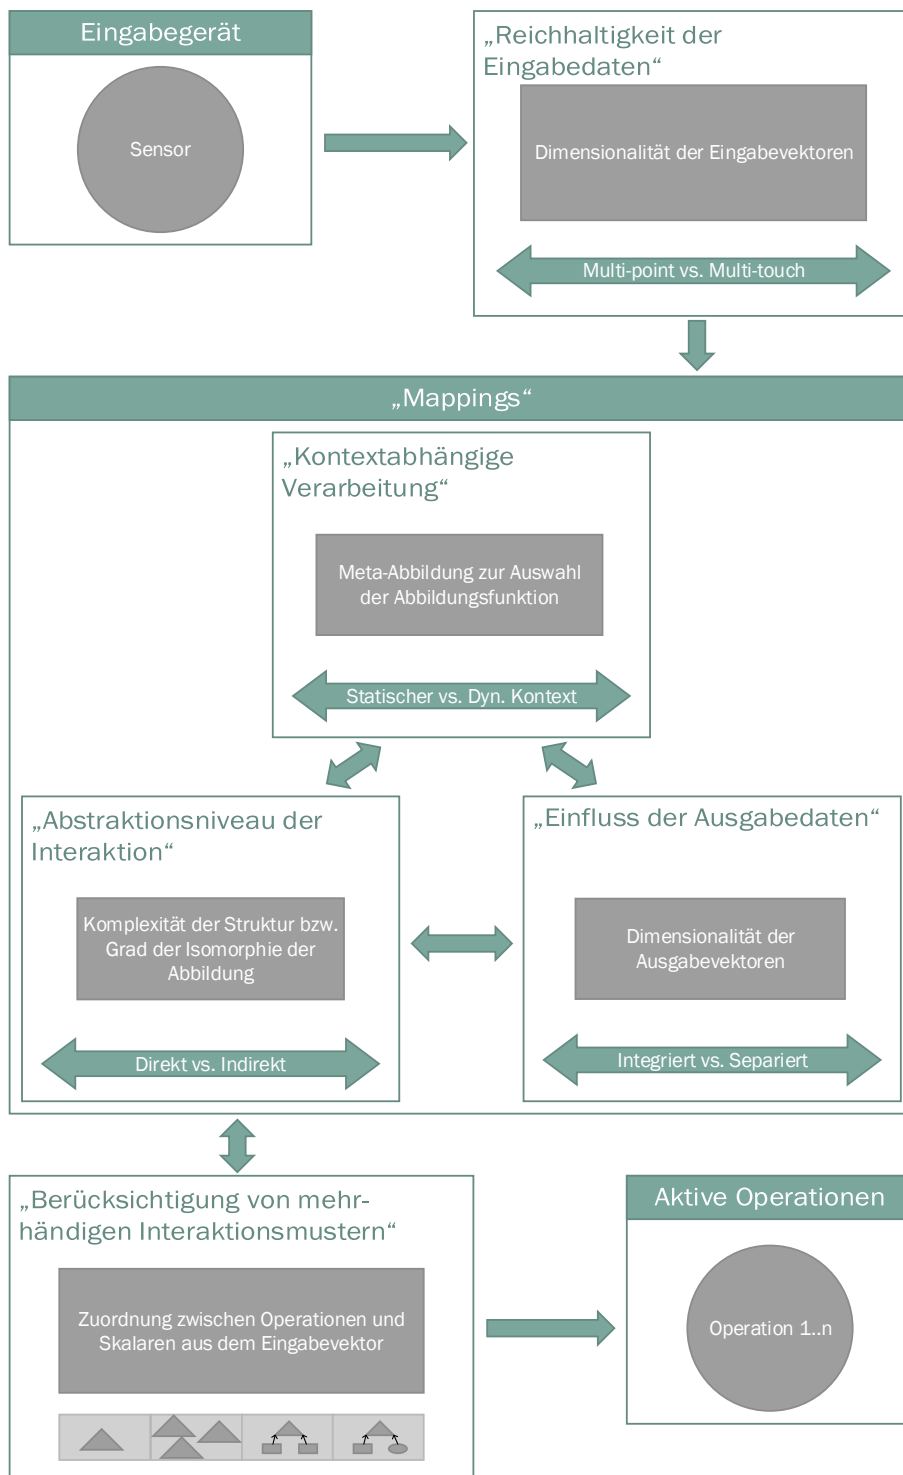 Eingabegerät
Sensor
„Reichhaltigkeit der
Eingabedaten“
Dimensionalität der Eingabevektoren
Multi-point vs. Multi-touch
„Mappings“
„Kontextabhängige
Verarbeitung“
Meta-Abbildung zur Auswahl
der Abbildungsfunktion
Statischer vs. Dyn. Kontext
„Abstraktionsniveau der
Interaktion“
Komplexität der Struktur bzw.
Grad der Isomorphie der
Abbildung
Direkt vs. Indirekt
„Einfluss der Ausgabedaten“
Dimensionalität der
Ausgabevektoren
Integriert vs. Separiert
„Berücksichtigung von mehr-
händigen Interaktionsmustern“
Zuordnung zwischen Operationen und
Skalaren aus dem Eingabevektor
Aktive Operationen
Operation 1..n